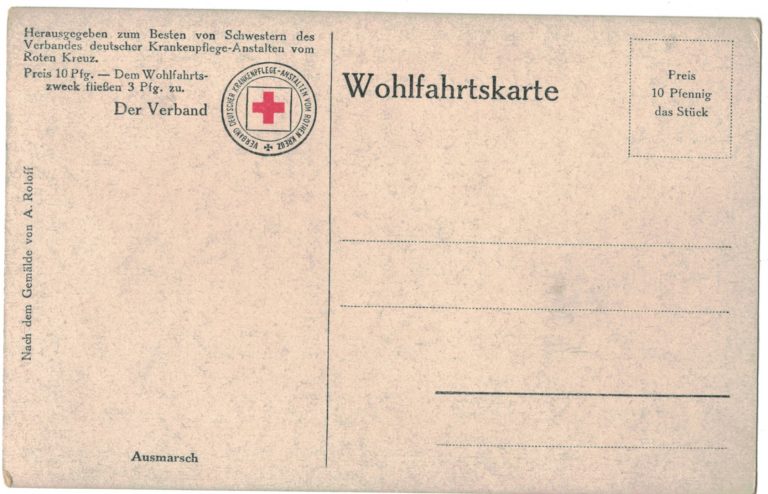 Herausgegeben zum Besten von Schwestern des
Verbandes deutscher Krankenpflege-Anstalten vom
Roten Kreuz.
Preis 10 Pfg. — Dem Wohlfahrts-
zweck fließen 3 Pfg. zu.
Der Verband
VERBAND DEUTSCHER KRANKENPFLEGE-ANSTALTEN VOM ROTHEN KREUZ
Nach dem Gemälde von A. Roloff
Ausmarsch
Wohlfahrtskarte
Preis
10 Pfennig
das Stück